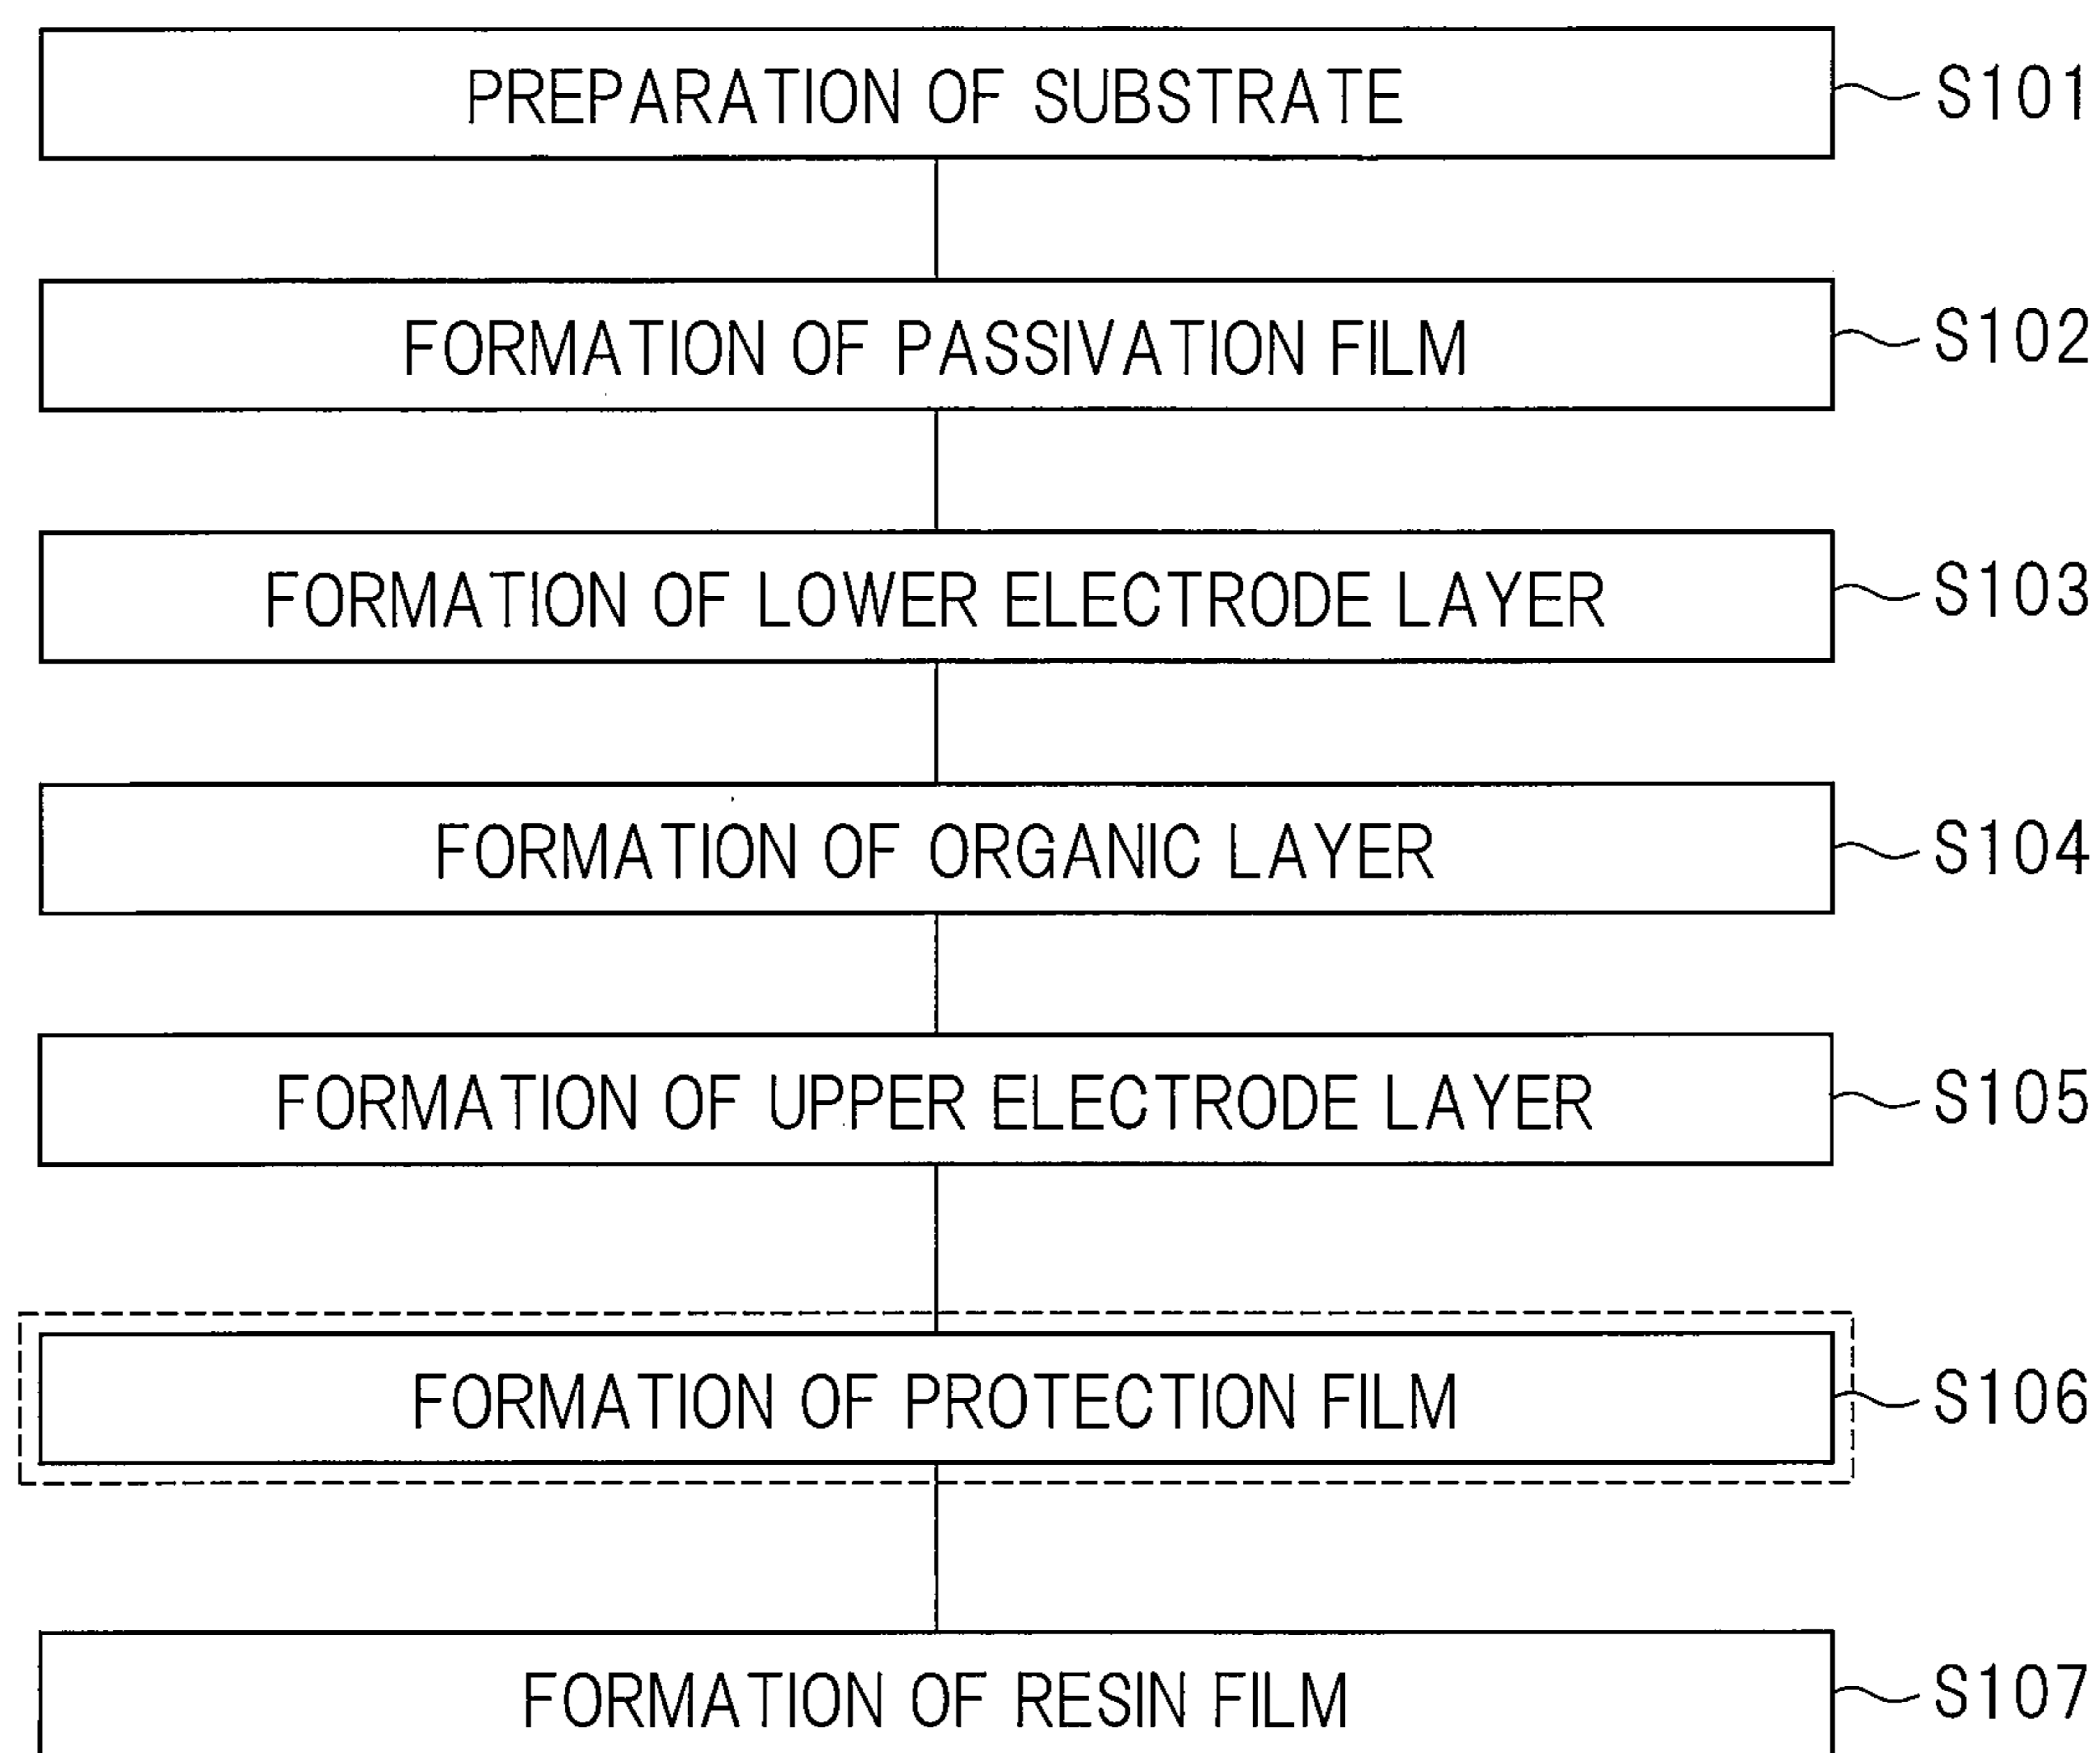 PREPARATION OF SUBSTRATE S101
FORMATION OF PASSIVATION FILM S102
FORMATION OF LOWER ELECTRODE LAYER S103
FORMATION OF ORGANIC LAYER S104
FORMATION OF UPPER ELECTRODE LAYER S105
FORMATION OF PROTECTION FILM S106
FORMATION OF RESIN FILM S107